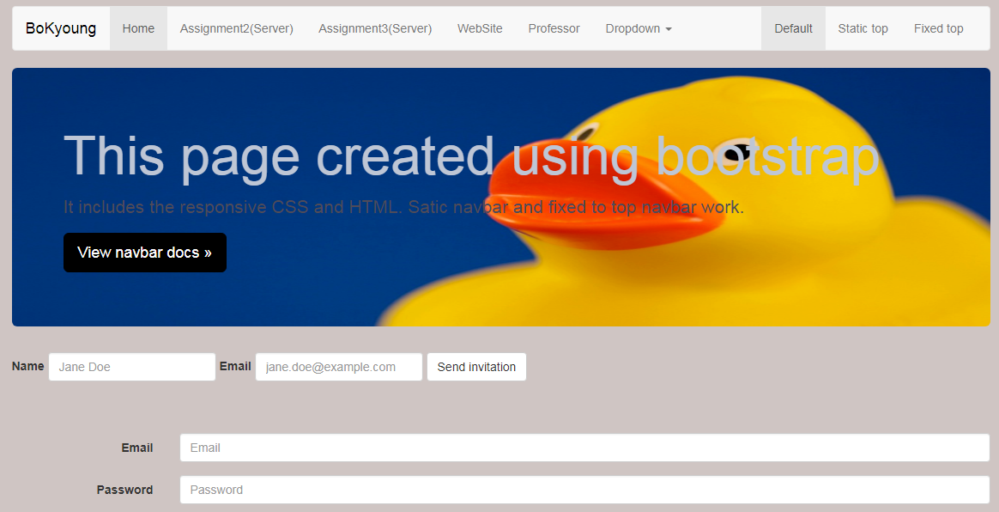 BoKyoung Home Assignment2(Server) Assignment3(Server) WebSite Professor Dropdown Default Static top Fixed top
This page created using bootstrap
It includes the responsive CSS and HTML. Satic navbar and fixed to top navbar work.
View navbar docs »
Name Jane Doe Email jane.doe@example.com Send invitation
Email Email
Password Password